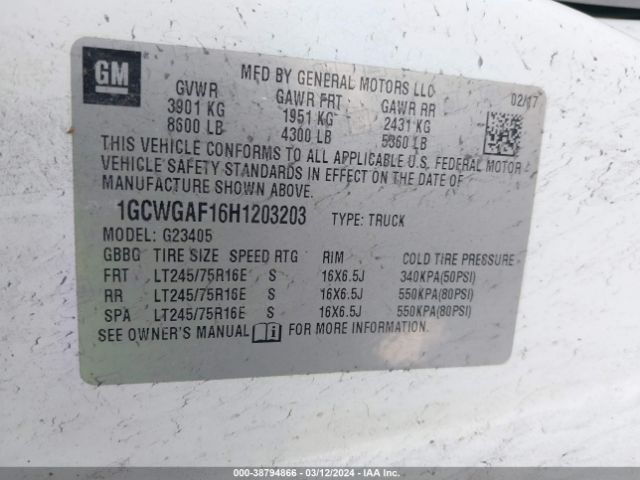 GM
MFD BY GENERAL MOTORS LLC
02/17
GVWR GAWR FRT GAWR RR
3901 KG 1951 KG 2431 KG
8600 LB 4300 LB 5360 LB
THIS VEHICLE CONFORMS TO ALL APPLICABLE U.S. FEDERAL MOTOR
VEHICLE SAFETY STANDARDS IN EFFECT ON THE DATE OF
MANUFACTURE SHOWN ABOVE.
1GCWGAF16H1203203 TYPE: TRUCK
MODEL: G23405
GBBG TIRE SIZE SPEED RTG RIM COLD TIRE PRESSURE
FRT LT245/75R16E S 16X6.5J 340KPA(50PSI)
RR LT245/75R16E S 16X6.5J 550KPA(80PSI)
SPA LT245/75R16E S 16X6.5J 550KPA(80PSI)
SEE OWNER'S MANUAL i FOR MORE INFORMATION.
000-38794866 - 03/12/2024 - IAA Inc.